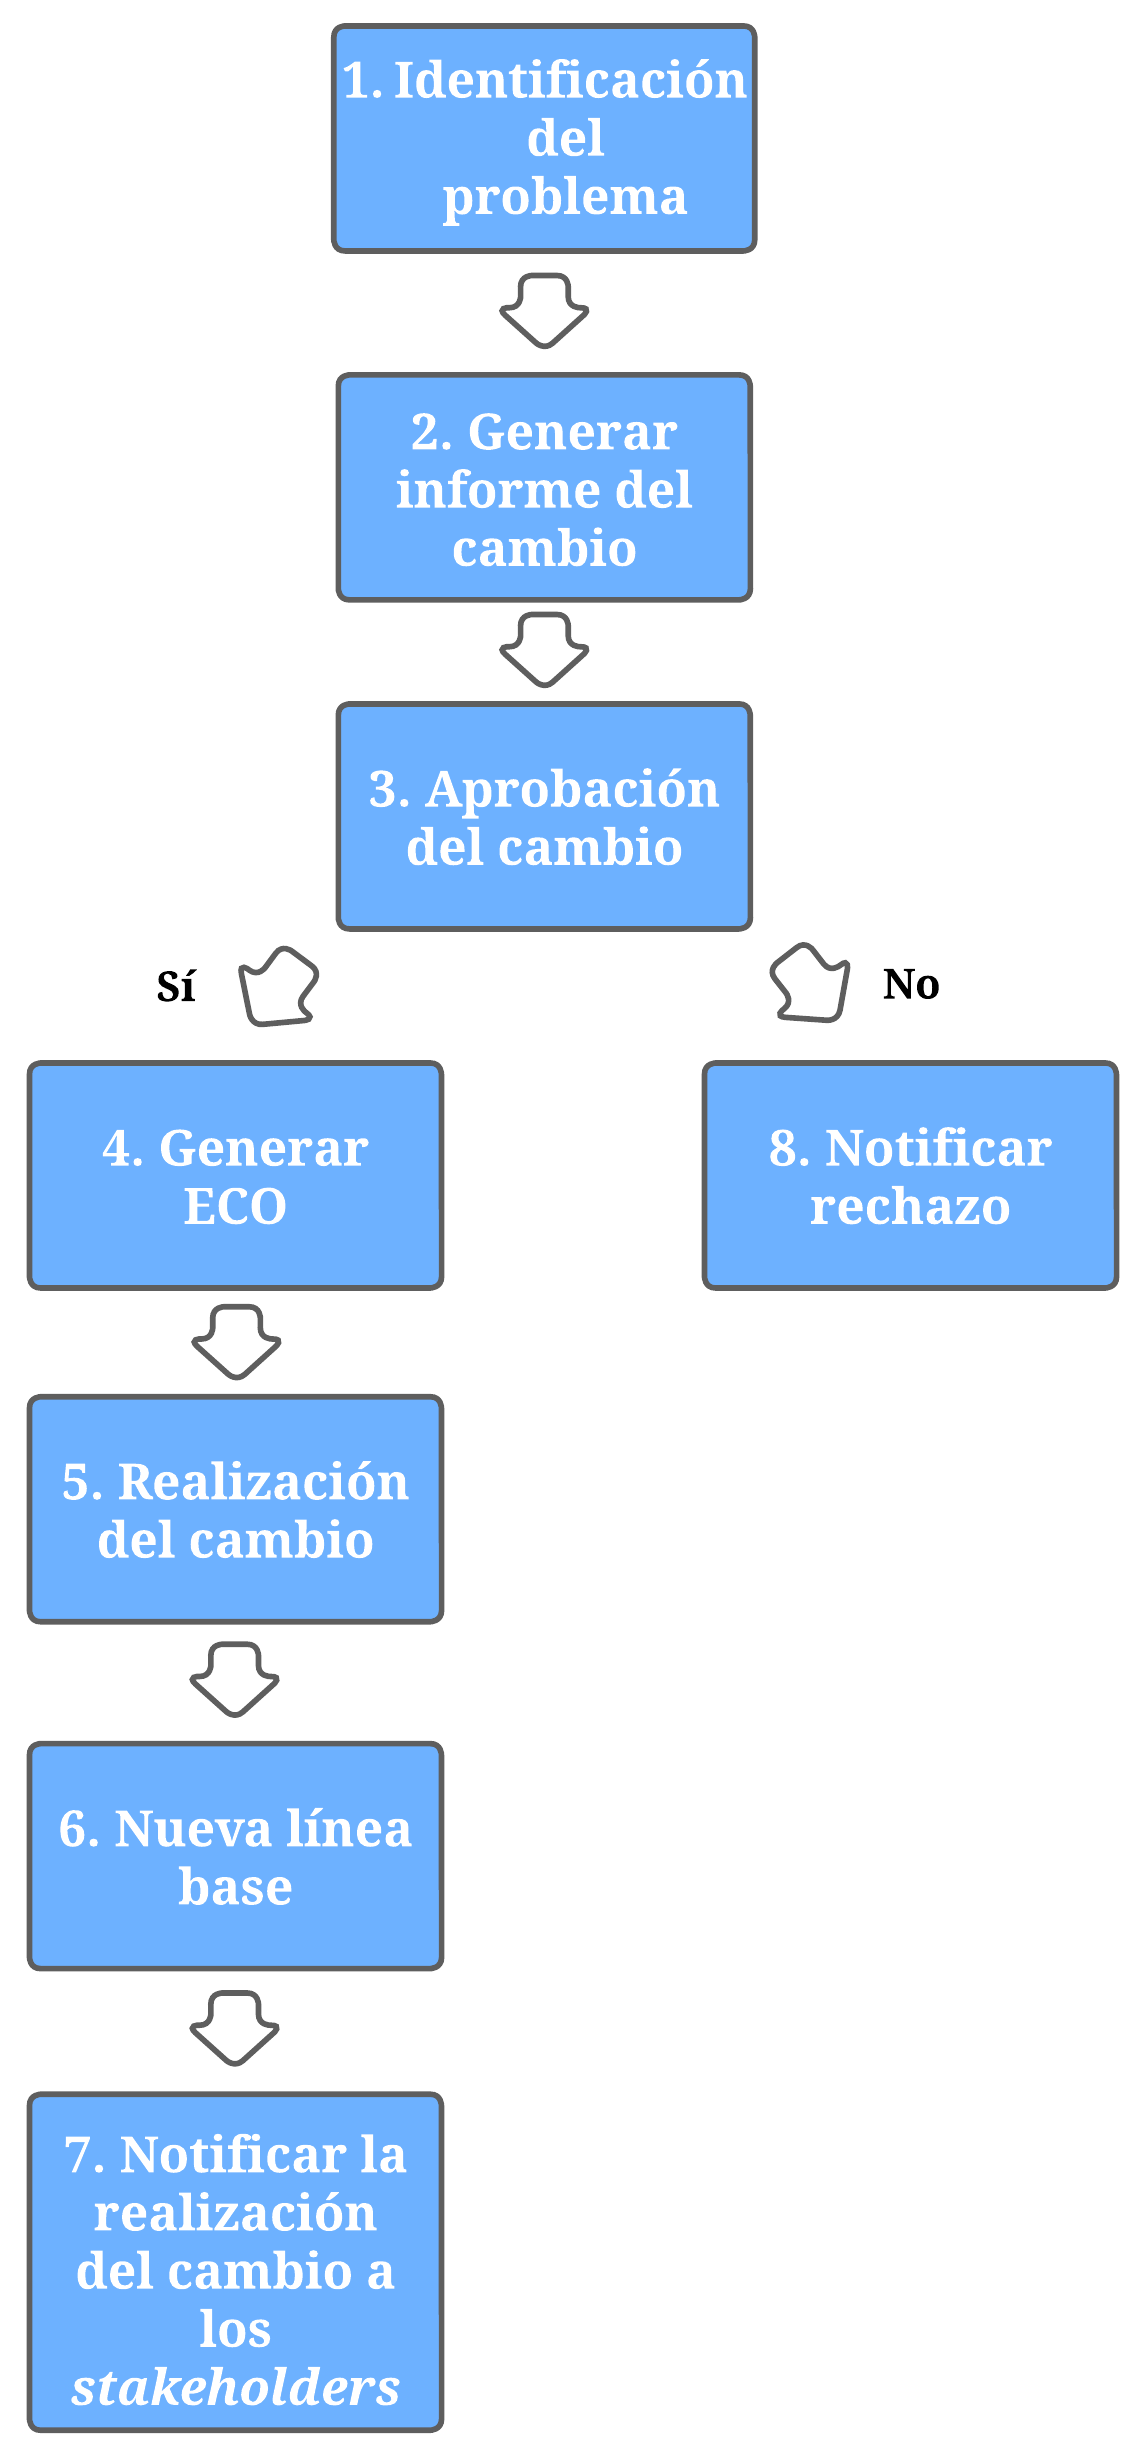 1. Identificación
del
problema
2. Generar
informe del
cambio
3. Aprobación
del cambio
Sí
No
4. Generar
ECO
8. Notificar
rechazo
5. Realización
del cambio
6. Nueva línea
base
7. Notificar la
realización
del cambio a
los
stakeholders